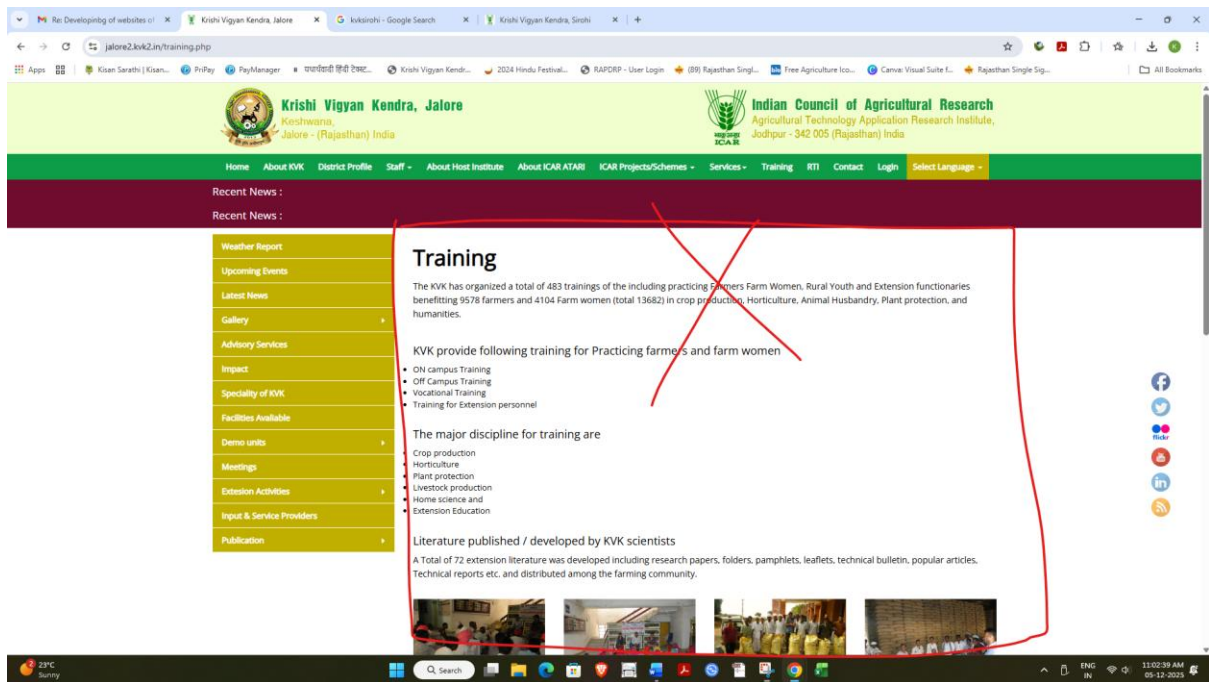 Re: Developinbg of websites of
Krishi Vigyan Kendra, Jalore
kvksirohi - Google Search
Krishi Vigyan Kendra, Sirohi
jalore2.kvk2.in/training.php
Apps
Kisan Sarathi | Kisan...
PriPay
PayManager
Krishi Vigyan Kendr...
2024 Hindu Festival...
RAPDRP - User Login
(89) Rajasthan Singl...
Free Agriculture Ico...
Canva: Visual Suite f...
Rajasthan Single Sig...
All Bookmarks
Krishi Vigyan Kendra, Jalore
Keshwana,
Jalore - (Rajasthan) India
ICAR
Indian Council of Agricultural Research
Agricultural Technology Application Research Institute,
Jodhpur - 342 005 (Rajasthan) India
Home About KVK District Profile Staff About Host Institute About ICAR ATARI ICAR Projects/Schemes Services Training RTI Contact Login Select Language
Recent News :
Recent News :
Weather Report
Upcoming Events
Latest News
Gallery
Advisory Services
Impact
Speciality of KVK
Facilities Available
Demo units
Meetings
Extesion Activities
Input & Service Providers
Publication
Training
The KVK has organized a total of 483 trainings of the including practicing Farmers Farm Women, Rural Youth and Extension functionaries
benefitting 9578 farmers and 4104 Farm women (total 13682) in crop production, Horticulture, Animal Husbandry, Plant protection, and
humanities.
KVK provide following training for Practicing farmers and farm women
ON campus Training
Off Campus Training
Vocational Training
Training for Extension personnel
The major discipline for training are
Crop production
Horticulture
Plant protection
Livestock production
Home science and
Extension Education
Literature published / developed by KVK scientists
A Total of 72 extension literature was developed including research papers, folders, pamphlets, leaflets, technical bulletin, popular articles,
Technical reports etc. and distributed among the farming community.
flickr
2
23°C
Sunny
Search
ENG
IN
11:02:39 AM
05-12-2025